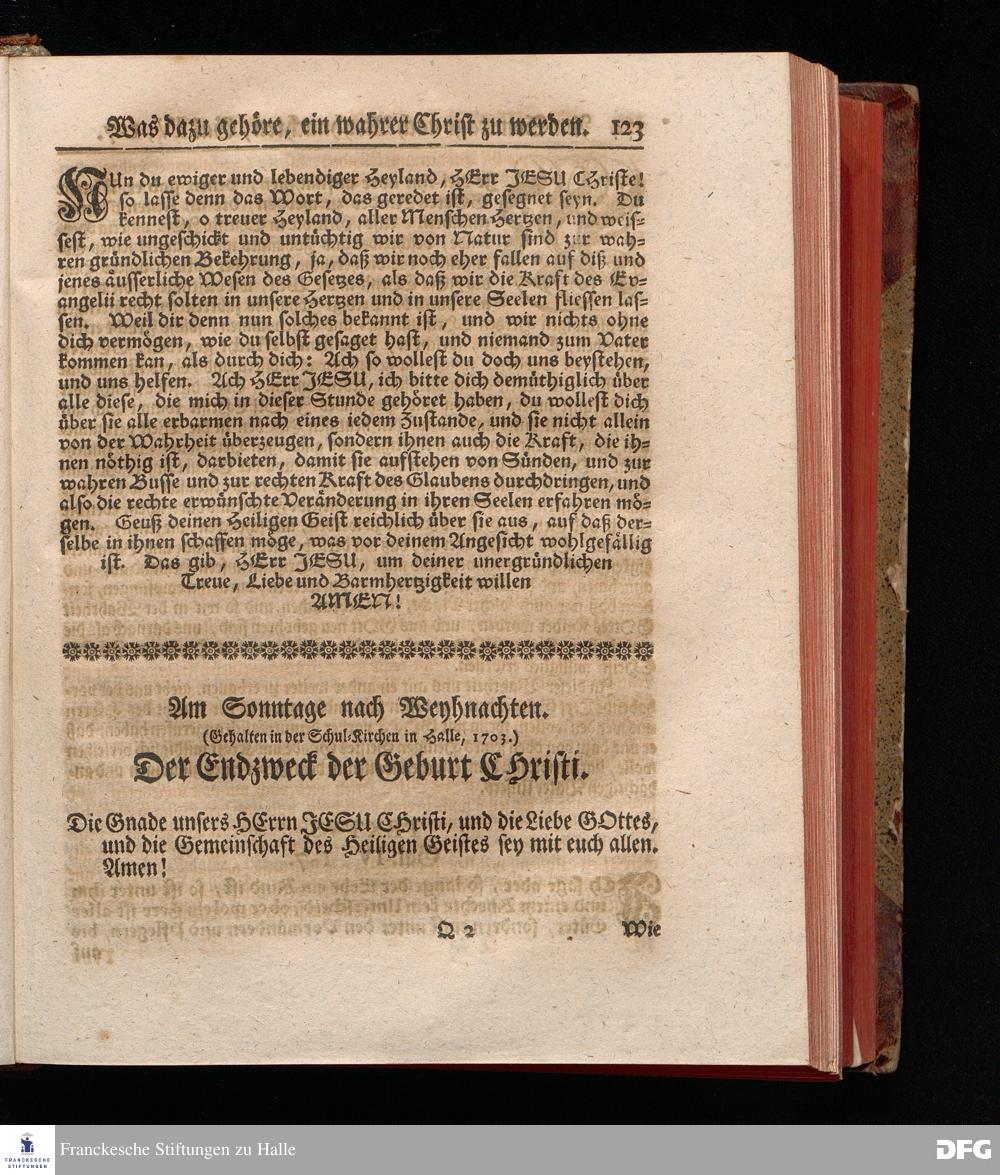 Was dazu gehöre, ein wahrer Christ zu werden. 123
NUn du ewiger und lebendiger Heyland, HErr JESU CHriste!
so lasse denn das Wort, das geredet ist, gesegnet seyn. Du
kennest, o treuer Heyland, aller Menschen Hertzen, und weis-
sest, wie ungeschickt und untüchtig wir von Natur sind zur wah-
ren gründlichen Bekehrung, ja, daß wir noch eher fallen auf diß und
jenes äusserliche Wesen des Gesetzes, als daß wir die Kraft des Ev-
angelii recht solten in unsere Hertzen und in unsere Seelen fliessen las-
sen. Weil dir denn nun solches bekannt ist, und wir nichts ohne
dich vermögen, wie du selbst gesaget hast, und niemand zum Vater
kommen kan, als durch dich: Ach so wollest du doch uns beystehen,
und uns helfen. Ach HErr JESU, ich bitte dich demüthiglich über
alle diese, die mich in dieser Stunde gehöret haben, du wollest dich
über sie alle erbarmen nach eines iedem Zustande, und sie nicht allein
von der Wahrheit überzeugen, sondern ihnen auch die Kraft, die ih-
nen nöthig ist, darbieten, damit sie aufstehen von Sünden, und zur
wahren Busse und zur rechten Kraft des Glaubens durchdringen, und
also die rechte erwünschte Veränderung in ihren Seelen erfahren mö-
gen. Geuß deinen Heiligen Geist reichlich über sie aus, auf daß der-
selbe in ihnen schaffen möge, was vor deinem Angesicht wohlgefällig
ist. Das gib, HErr JESU, um deiner unergründlichen
Treue, Liebe und Barmhertzigkeit willen
AMEN!
Am Sonntage nach Weyhnachten.
(Gehalten in der Schul-Kirchen in Halle, 1703.)
Der Endzweck der Geburt CHristi.
Die Gnade unsers HErrn JESU CHristi, und die Liebe GOttes,
und die Gemeinschaft des Heiligen Geistes sey mit euch allen.
Amen!
Q 2 Wie
FRANCKESCHE
STIFTUNGEN
Franckesche Stiftungen zu Halle
DFG